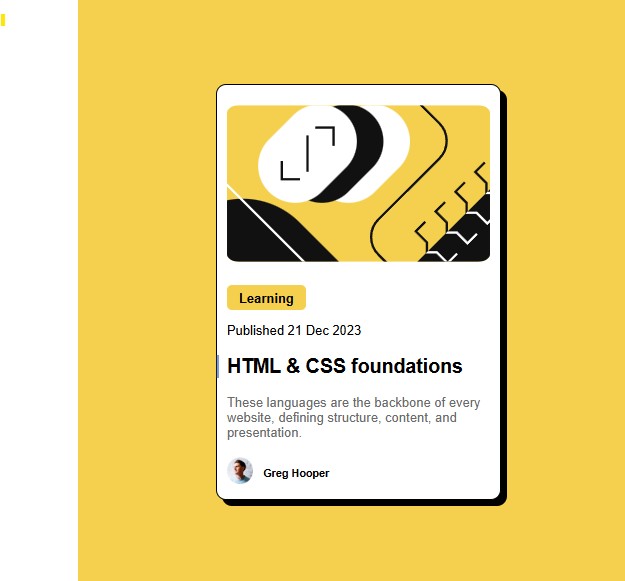 Learning
Published 21 Dec 2023
HTML & CSS foundations
These languages are the backbone of every
website, defining structure, content, and
presentation.
Greg Hooper